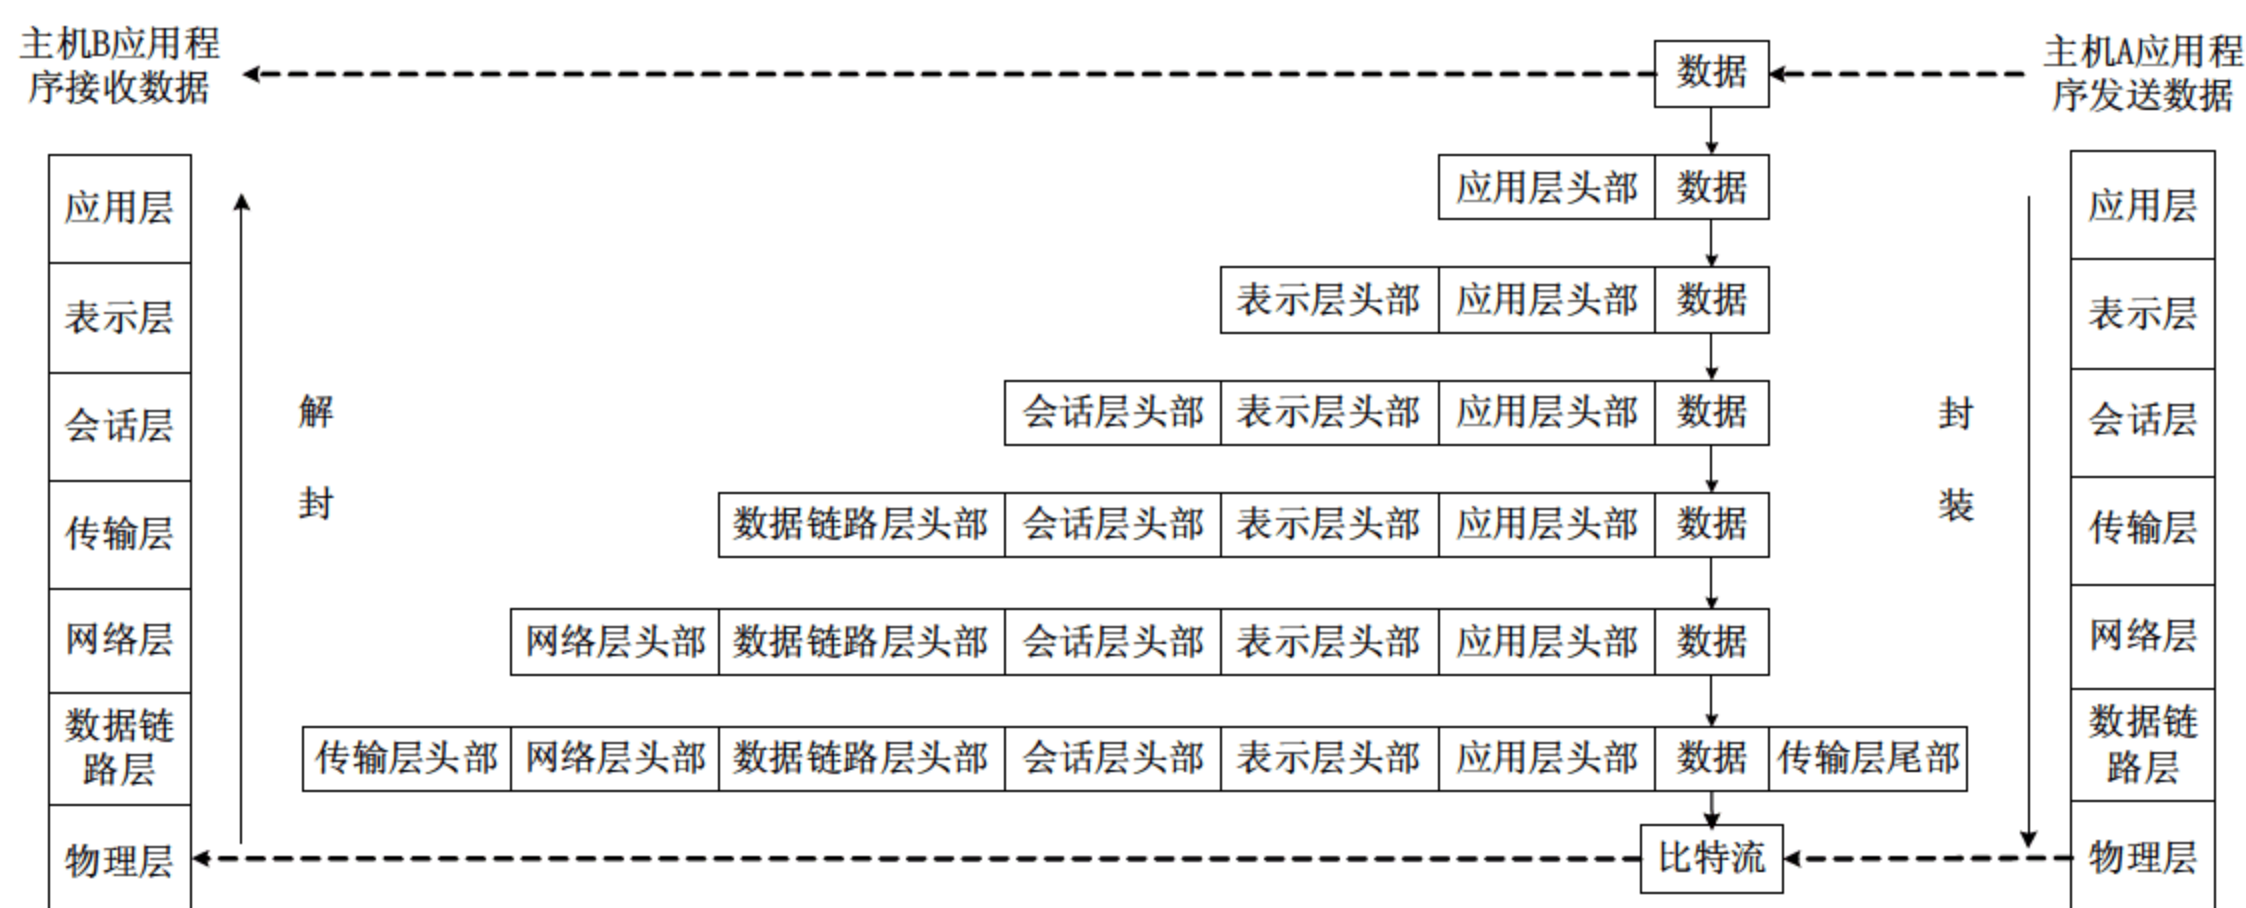 主机B应用程
序接收数据
数据
主机A应用程
序发送数据
应用层
表示层
会话层
传输层
网络层
数据链
路层
物理层
解
封
应用层头部 数据
表示层头部 应用层头部 数据
会话层头部 表示层头部 应用层头部 数据
数据链路层头部 会话层头部 表示层头部 应用层头部 数据
网络层头部 数据链路层头部 会话层头部 表示层头部 应用层头部 数据
传输层头部 网络层头部 数据链路层头部 会话层头部 表示层头部 应用层头部 数据 传输层尾部
比特流
封
装
应用层
表示层
会话层
传输层
网络层
数据链
路层
物理层